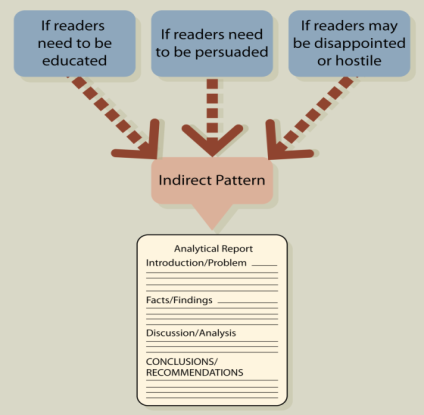 If readers
need to be
educated
If readers need
to be persuaded
If readers may
be disappointed
or hostile
Indirect Pattern
Analytical Report
Introduction/Problem
Facts/Findings
Discussion/Analysis
CONCLUSIONS/
RECOMMENDATIONS